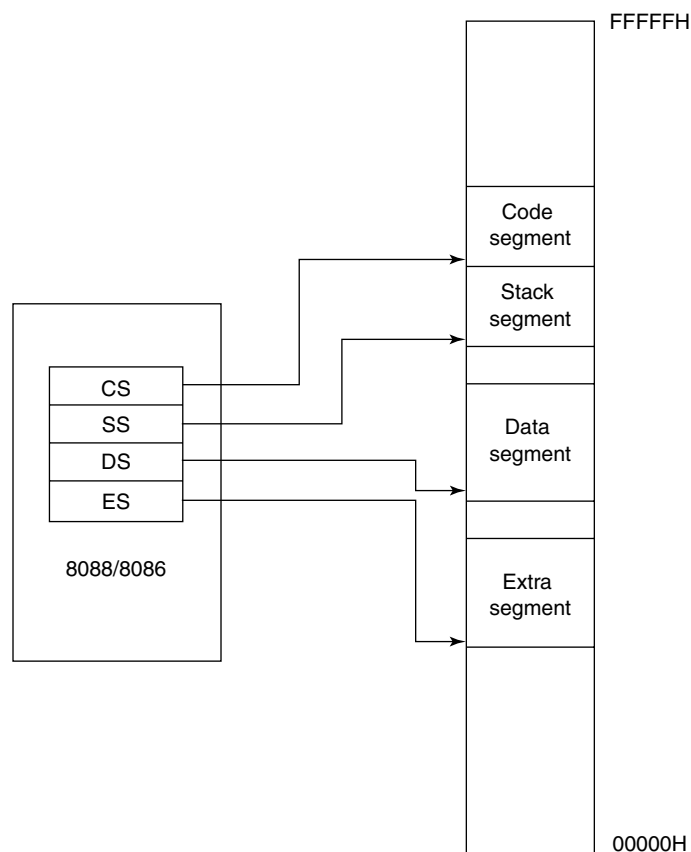 FFFFFH
Code
segment
Stack
segment
CS
SS
DS
ES
8088/8086
Data
segment
Extra
segment
00000H